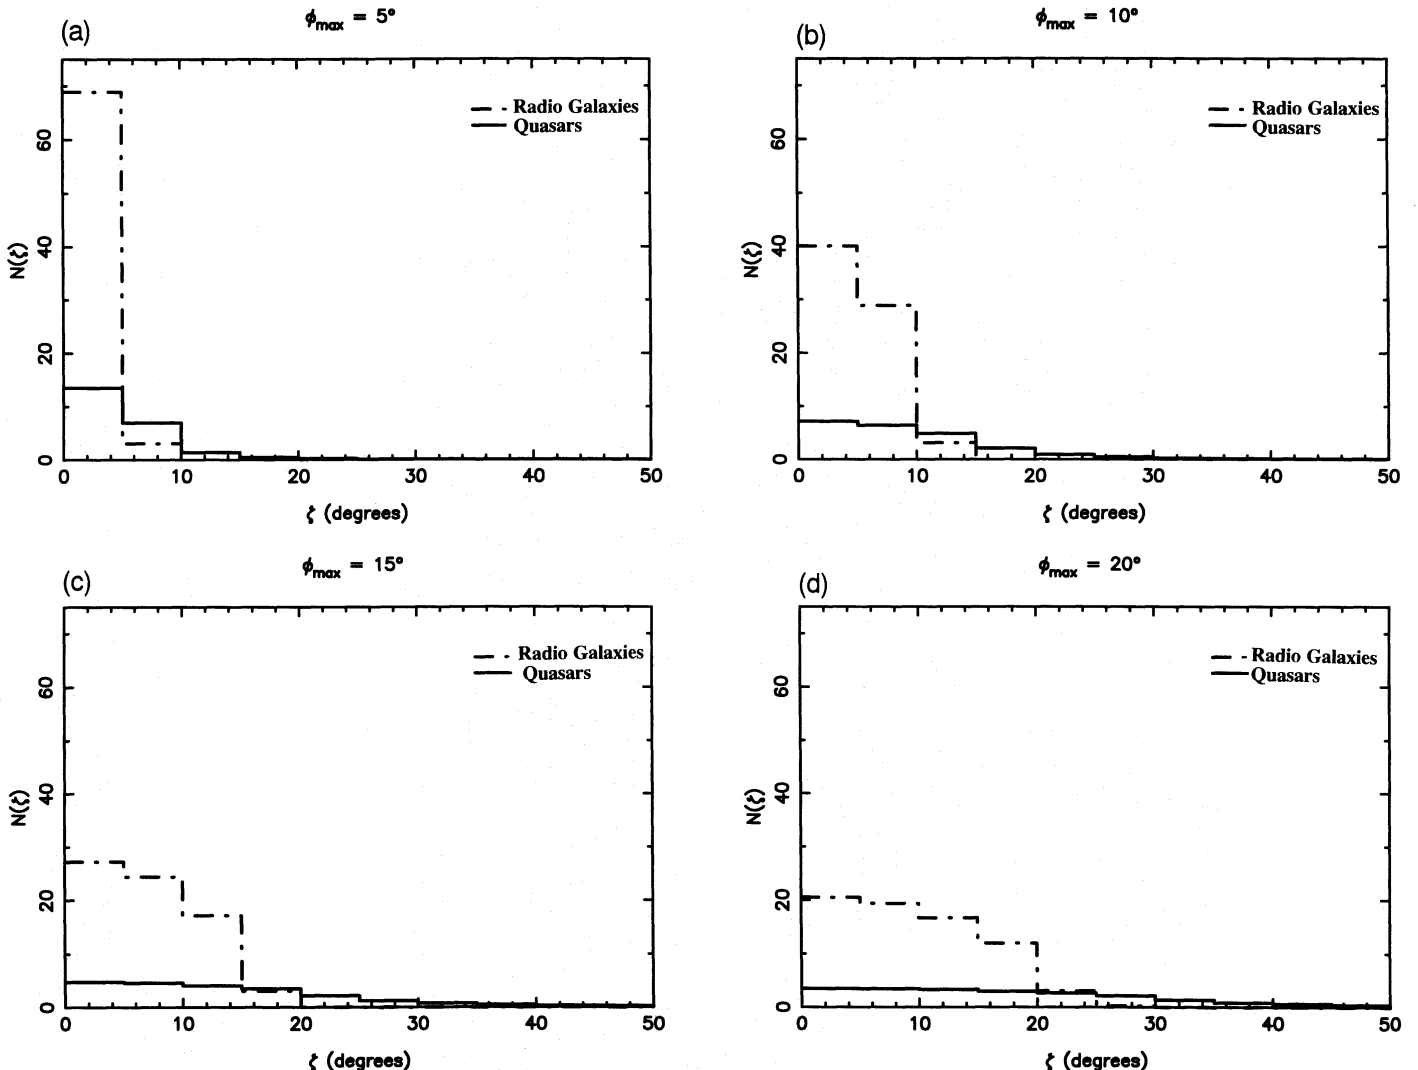 (a)
ϕmax = 5°
Radio Galaxies
Quasars
N(ζ)
60
40
20
0
0 10 20 30 40 50
ζ (degrees)
(b)
ϕmax = 10°
Radio Galaxies
Quasars
N(ζ)
60
40
20
0
0 10 20 30 40 50
ζ (degrees)
(c)
ϕmax = 15°
Radio Galaxies
Quasars
N(ζ)
60
40
20
0
0 10 20 30 40 50
ζ (degrees)
(d)
ϕmax = 20°
Radio Galaxies
Quasars
N(ζ)
60
40
20
0
0 10 20 30 40 50
ζ (degrees)